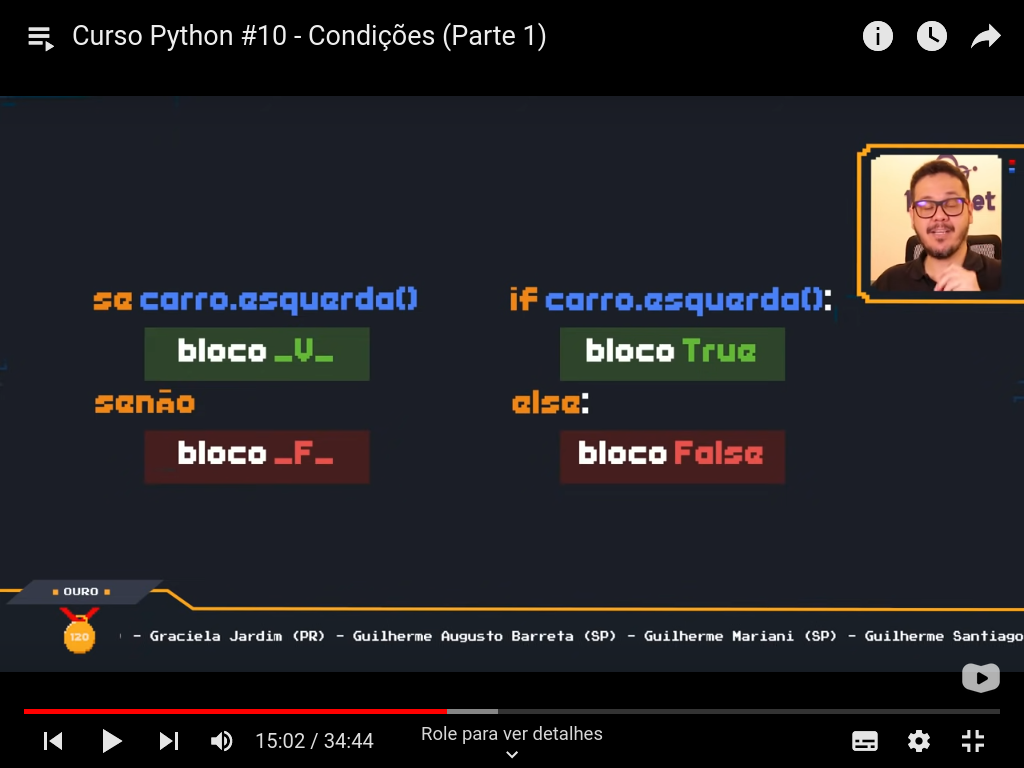 Curso Python #10 - Condições (Parte 1)
et
se carro.esquerda()
bloco _V_
senão
bloco _F_
if carro.esquerda():
bloco True
else:
bloco False
OURO
120
- Graciela Jardim (PR) - Guilherme Augusto Barreta (SP) - Guilherme Mariani (SP) - Guilherme Santiago
15:02 / 34:44
Role para ver detalhes